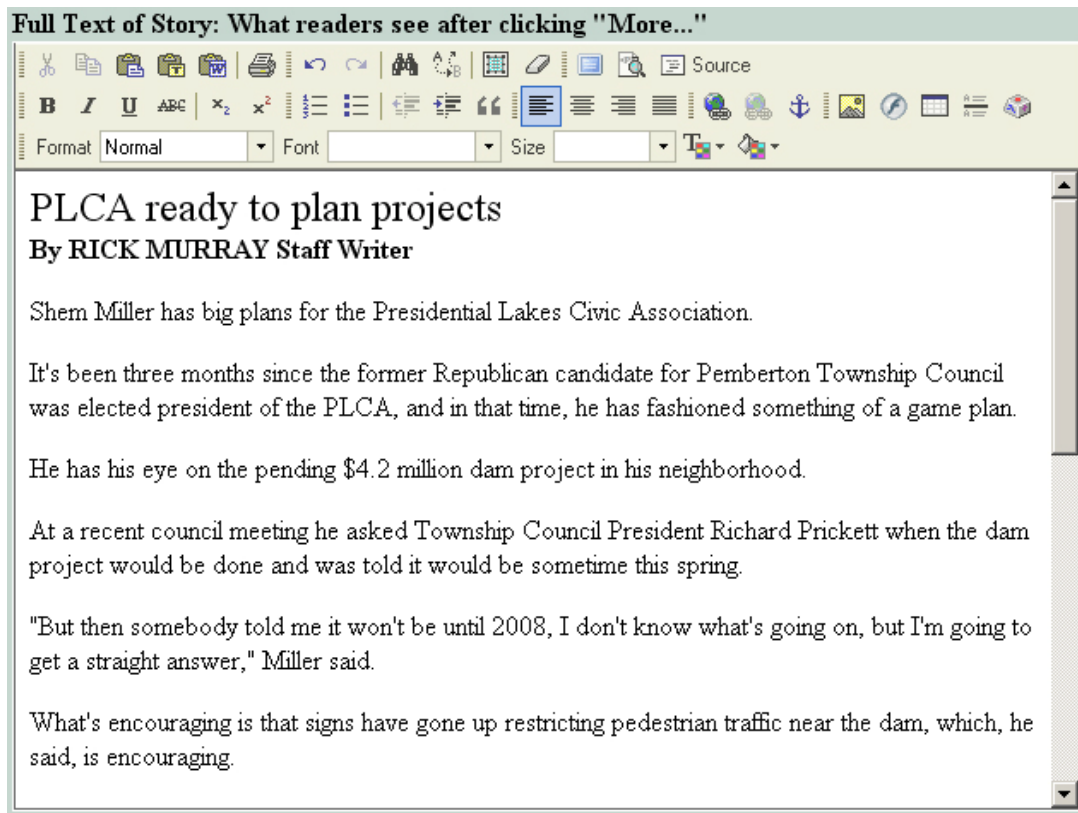 Full Text of Story: What readers see after clicking "More..."
Source
B I U ABC x₂ x²
Format Normal Font Size
PLCA ready to plan projects
By RICK MURRAY Staff Writer
Shem Miller has big plans for the Presidential Lakes Civic Association.
It's been three months since the former Republican candidate for Pemberton Township Council
was elected president of the PLCA, and in that time, he has fashioned something of a game plan.
He has his eye on the pending $4.2 million dam project in his neighborhood.
At a recent council meeting he asked Township Council President Richard Prickett when the dam
project would be done and was told it would be sometime this spring.
"But then somebody told me it won't be until 2008, I don't know what's going on, but I'm going to
get a straight answer," Miller said.
What's encouraging is that signs have gone up restricting pedestrian traffic near the dam, which, he
said, is encouraging.